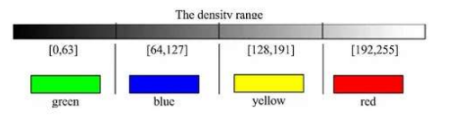 The density range
[0,63] [64,127] [128,191] [192,255]
green blue yellow red